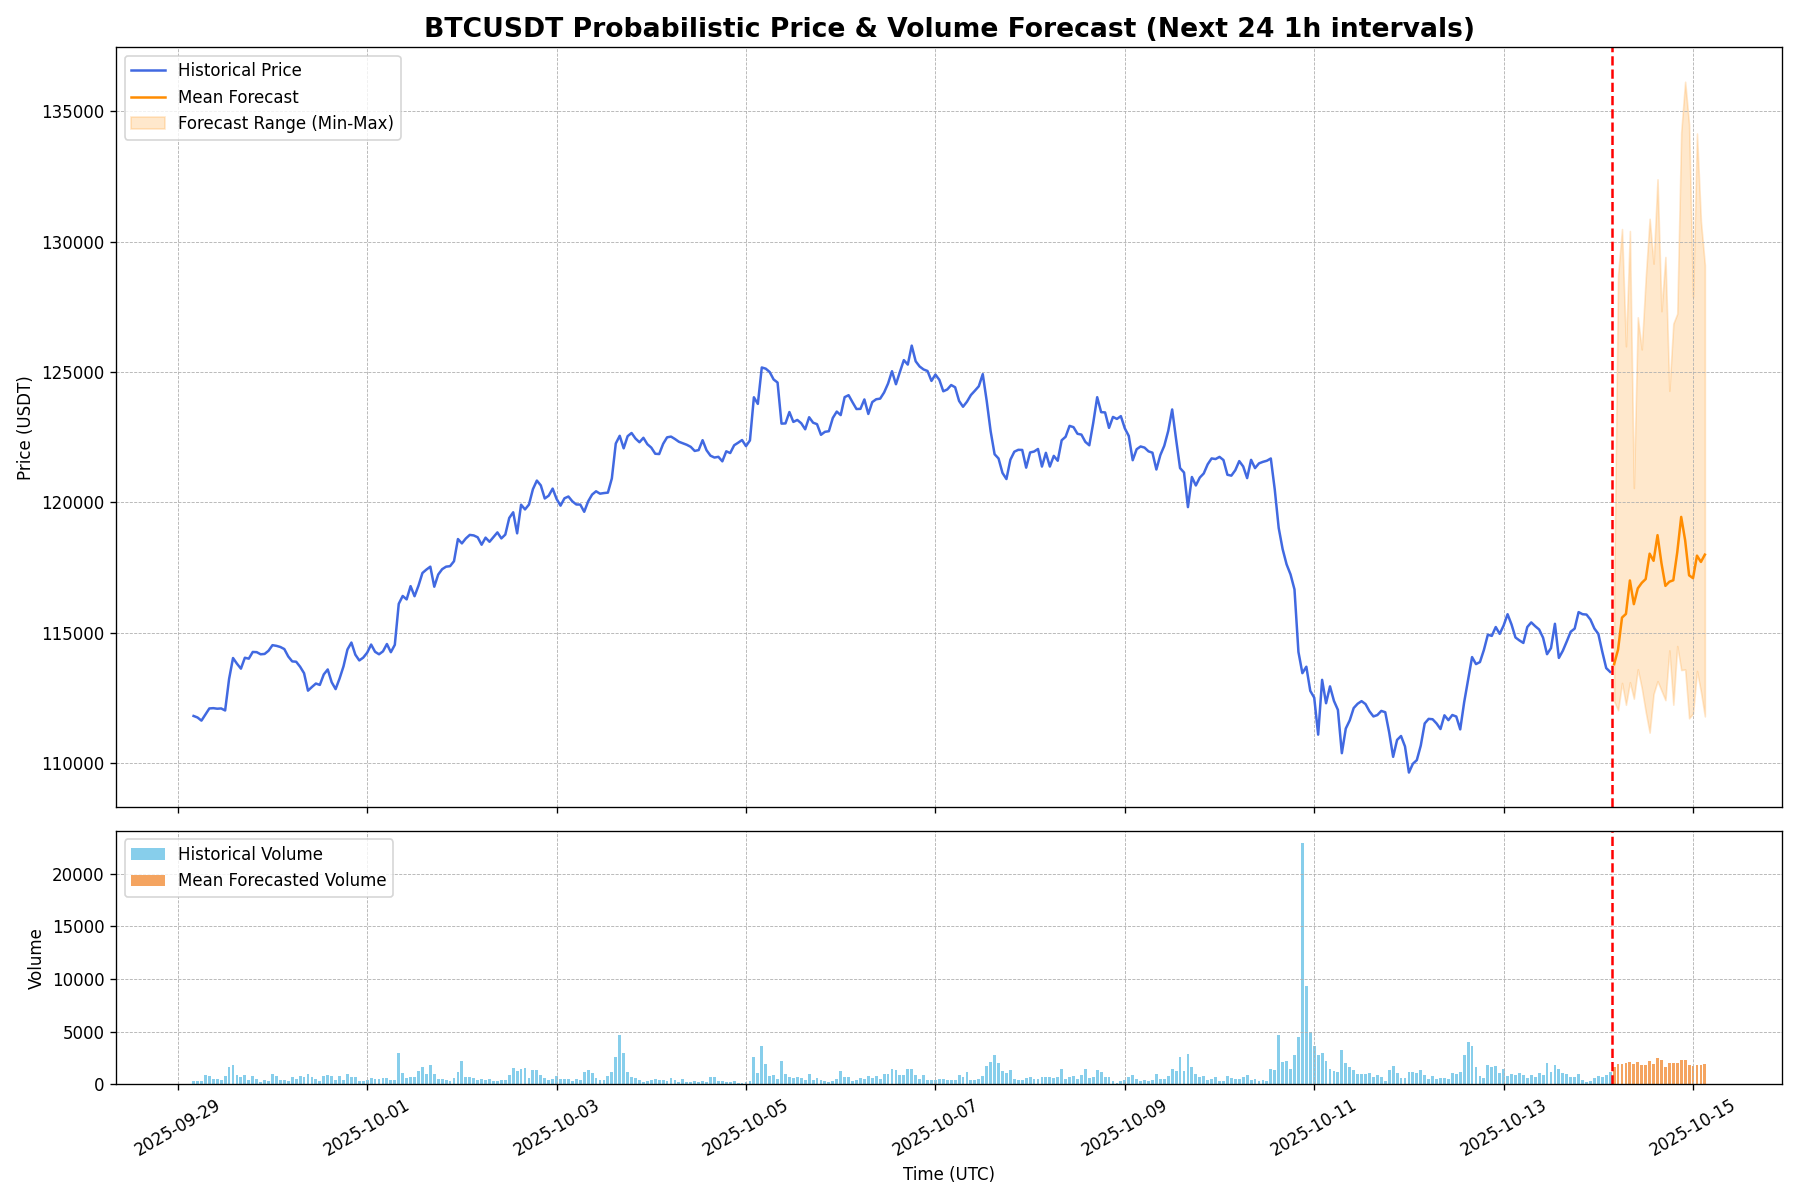 BTCUSDT Probabilistic Price & Volume Forecast (Next 24 1h intervals)
Historical Price
Mean Forecast
Forecast Range (Min-Max)
Price (USDT)
135000
130000
125000
120000
115000
110000
Historical Volume
Mean Forecasted Volume
Volume
20000
15000
10000
5000
0
2025-09-29
2025-10-01
2025-10-03
2025-10-05
2025-10-07
2025-10-09
2025-10-11
2025-10-13
2025-10-15
Time (UTC)